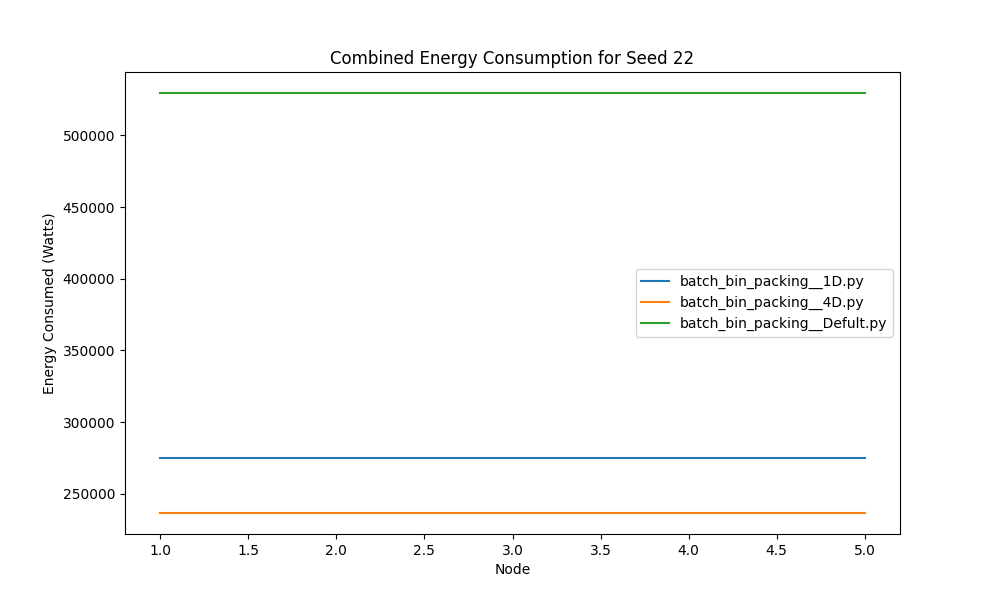 Combined Energy Consumption for Seed 22
Energy Consumed (Watts)
500000
450000
400000
350000
300000
250000
batch_bin_packing__1D.py
batch_bin_packing__4D.py
batch_bin_packing__Defult.py
1.0 1.5 2.0 2.5 3.0 3.5 4.0 4.5 5.0
Node